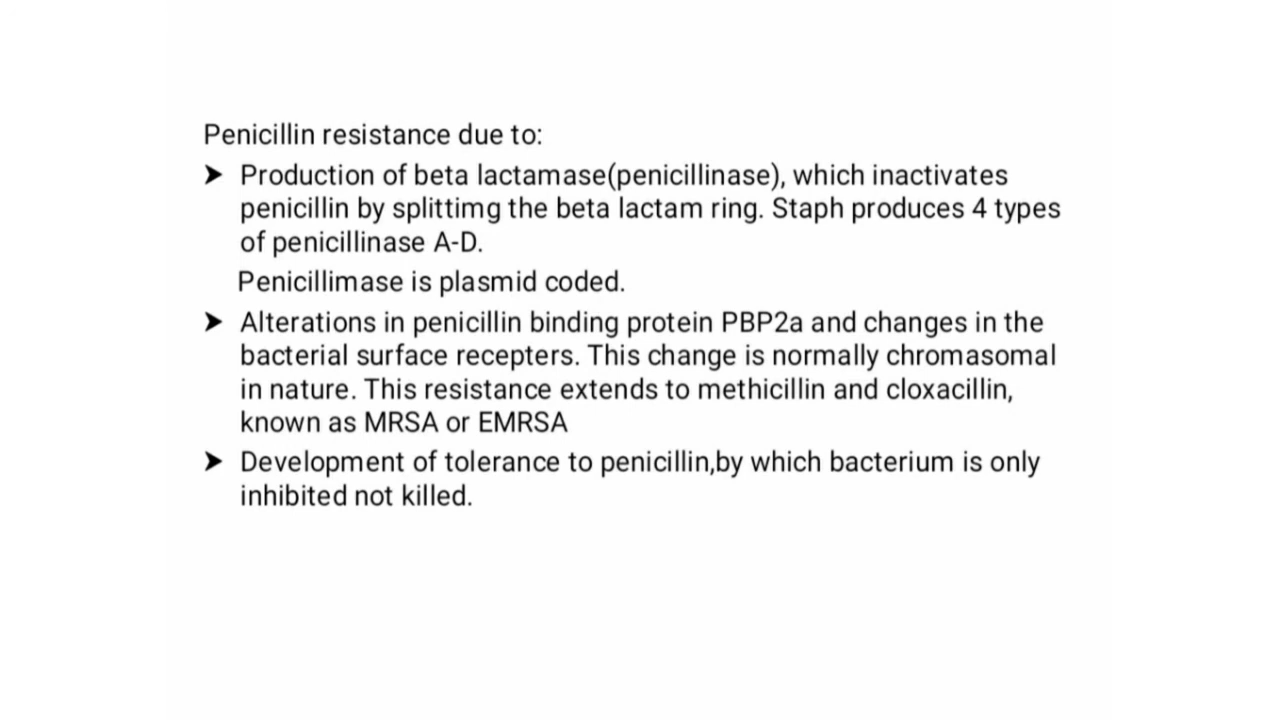 Penicillin resistance due to:
➤ Production of beta lactamase(penicillinase), which inactivates
penicillin by splittimg the beta lactam ring. Staph produces 4 types
of penicillinase A-D.
Penicillimase is plasmid coded.
➤ Alterations in penicillin binding protein PBP2a and changes in the
bacterial surface recepters. This change is normally chromasomal
in nature. This resistance extends to methicillin and cloxacillin,
known as MRSA or EMRSA
➤ Development of tolerance to penicillin,by which bacterium is only
inhibited not killed.